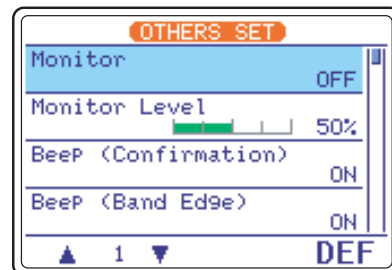 OTHERS SET
Monitor
OFF
Monitor Level
50%
Beep (Confirmation)
ON
Beep (Band Edge)
ON
▲ 1 ▼ DEF